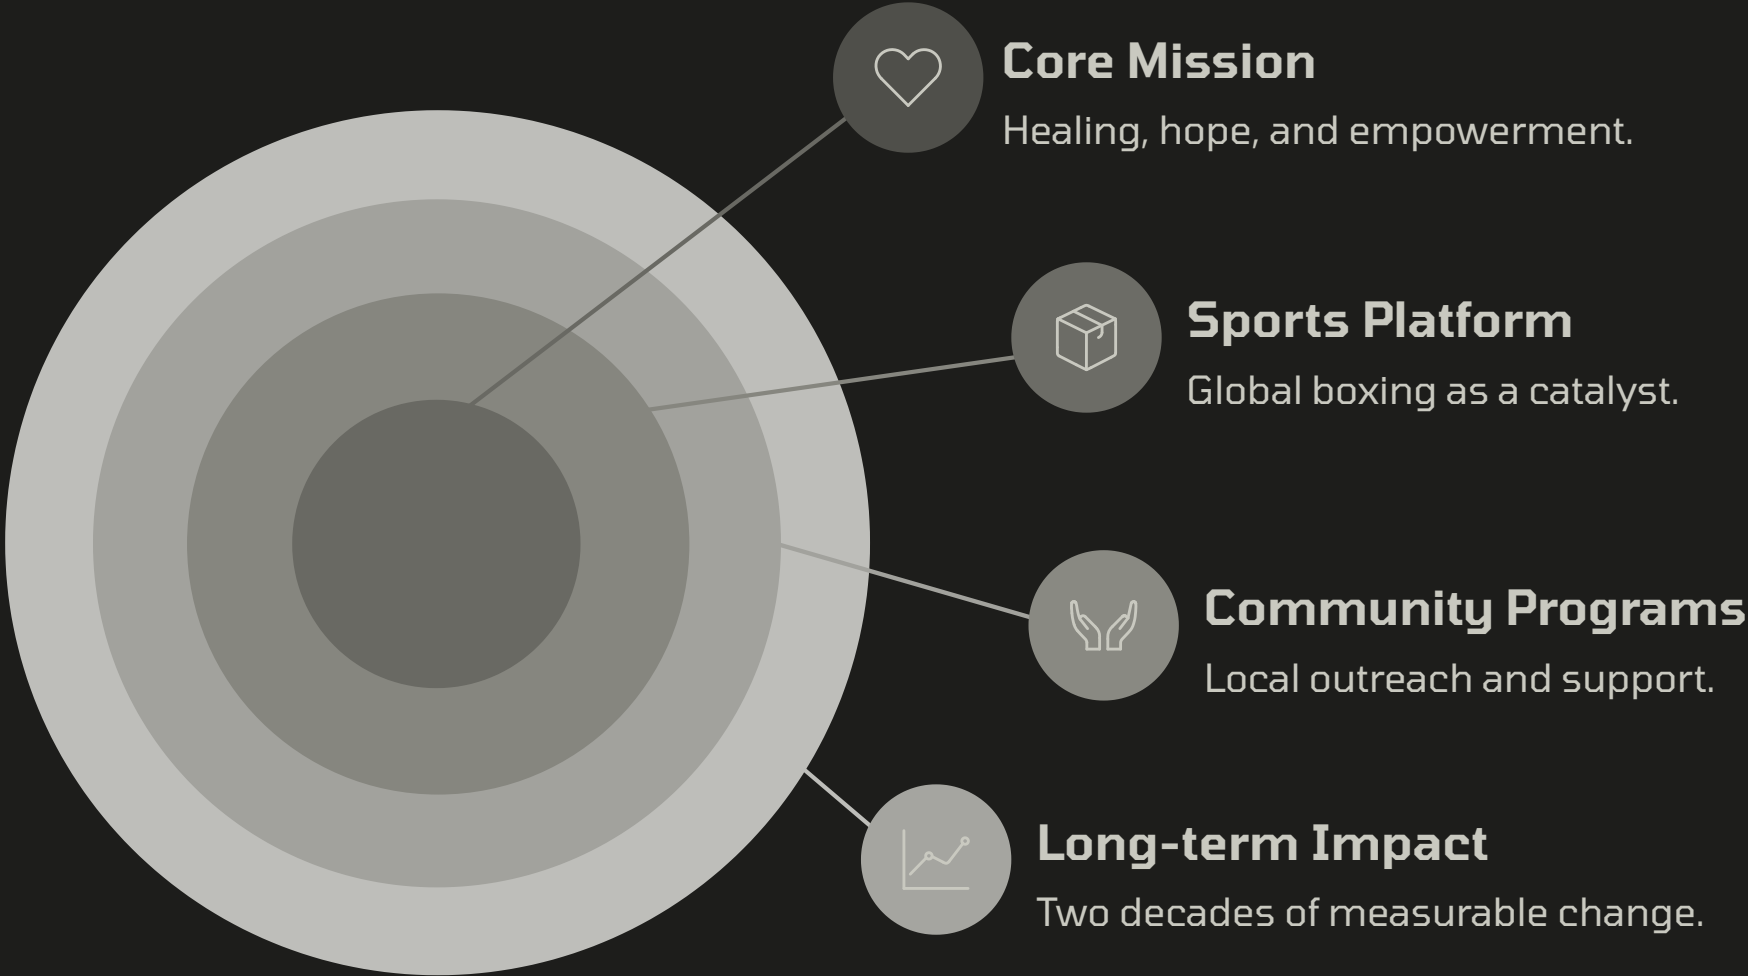 Core Mission
Healing, hope, and empowerment.
Sports Platform
Global boxing as a catalyst.
Community Programs
Local outreach and support.
Long-term Impact
Two decades of measurable change.